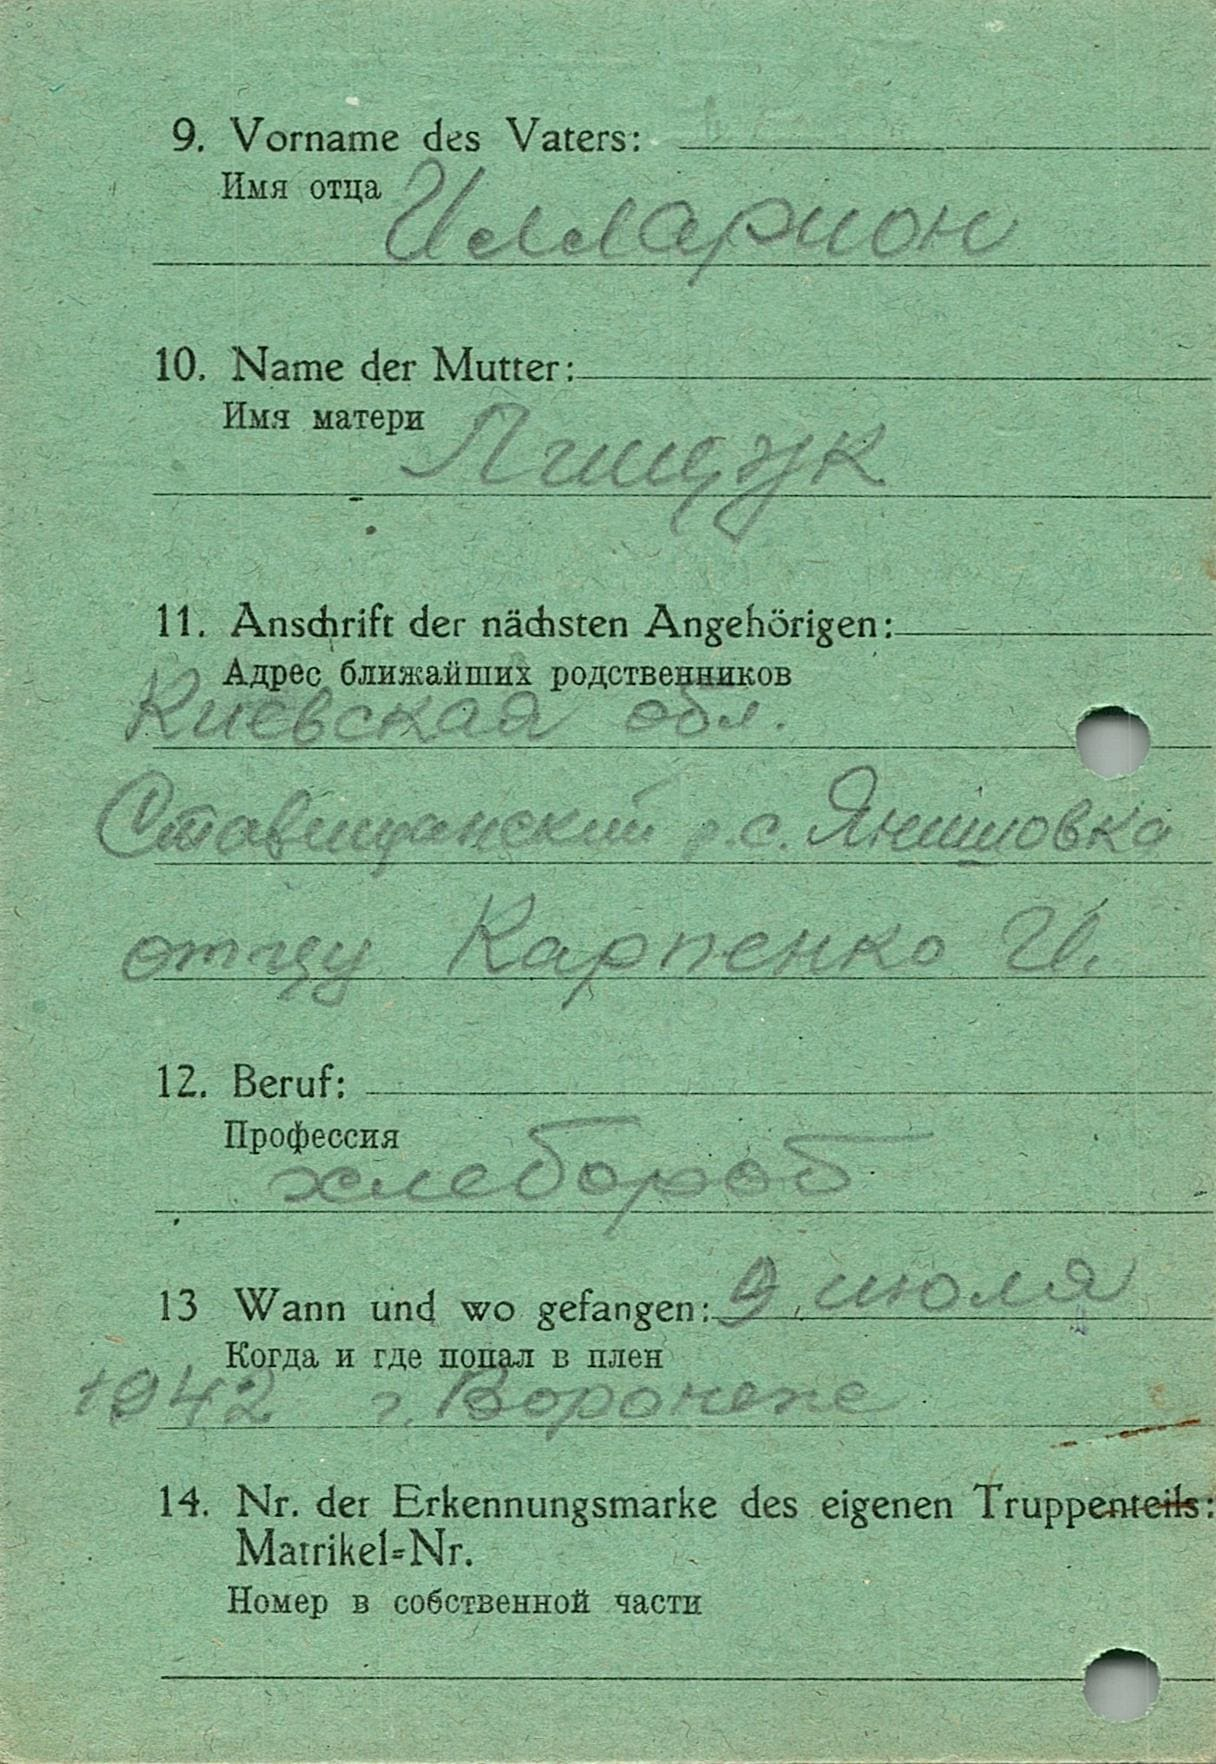 9. Vorname des Vaters:
Имя отца
Илларион
10. Name der Mutter:
Имя матери
Пищук
11. Anschrift der nächsten Angehörigen:
Адрес ближайших родственников
Киевская обл.
Ставищанский р. с. Янишовка
отцу Карпенко И.
12. Beruf:
Профессия
хлебороб
13 Wann und wo gefangen: 9 июля
Когда и где попал в плен
1942 г. Воронеже
14. Nr. der Erkennungsmarke des eigenen Truppenteils:
Matrikel-Nr.
Номер в собственной части